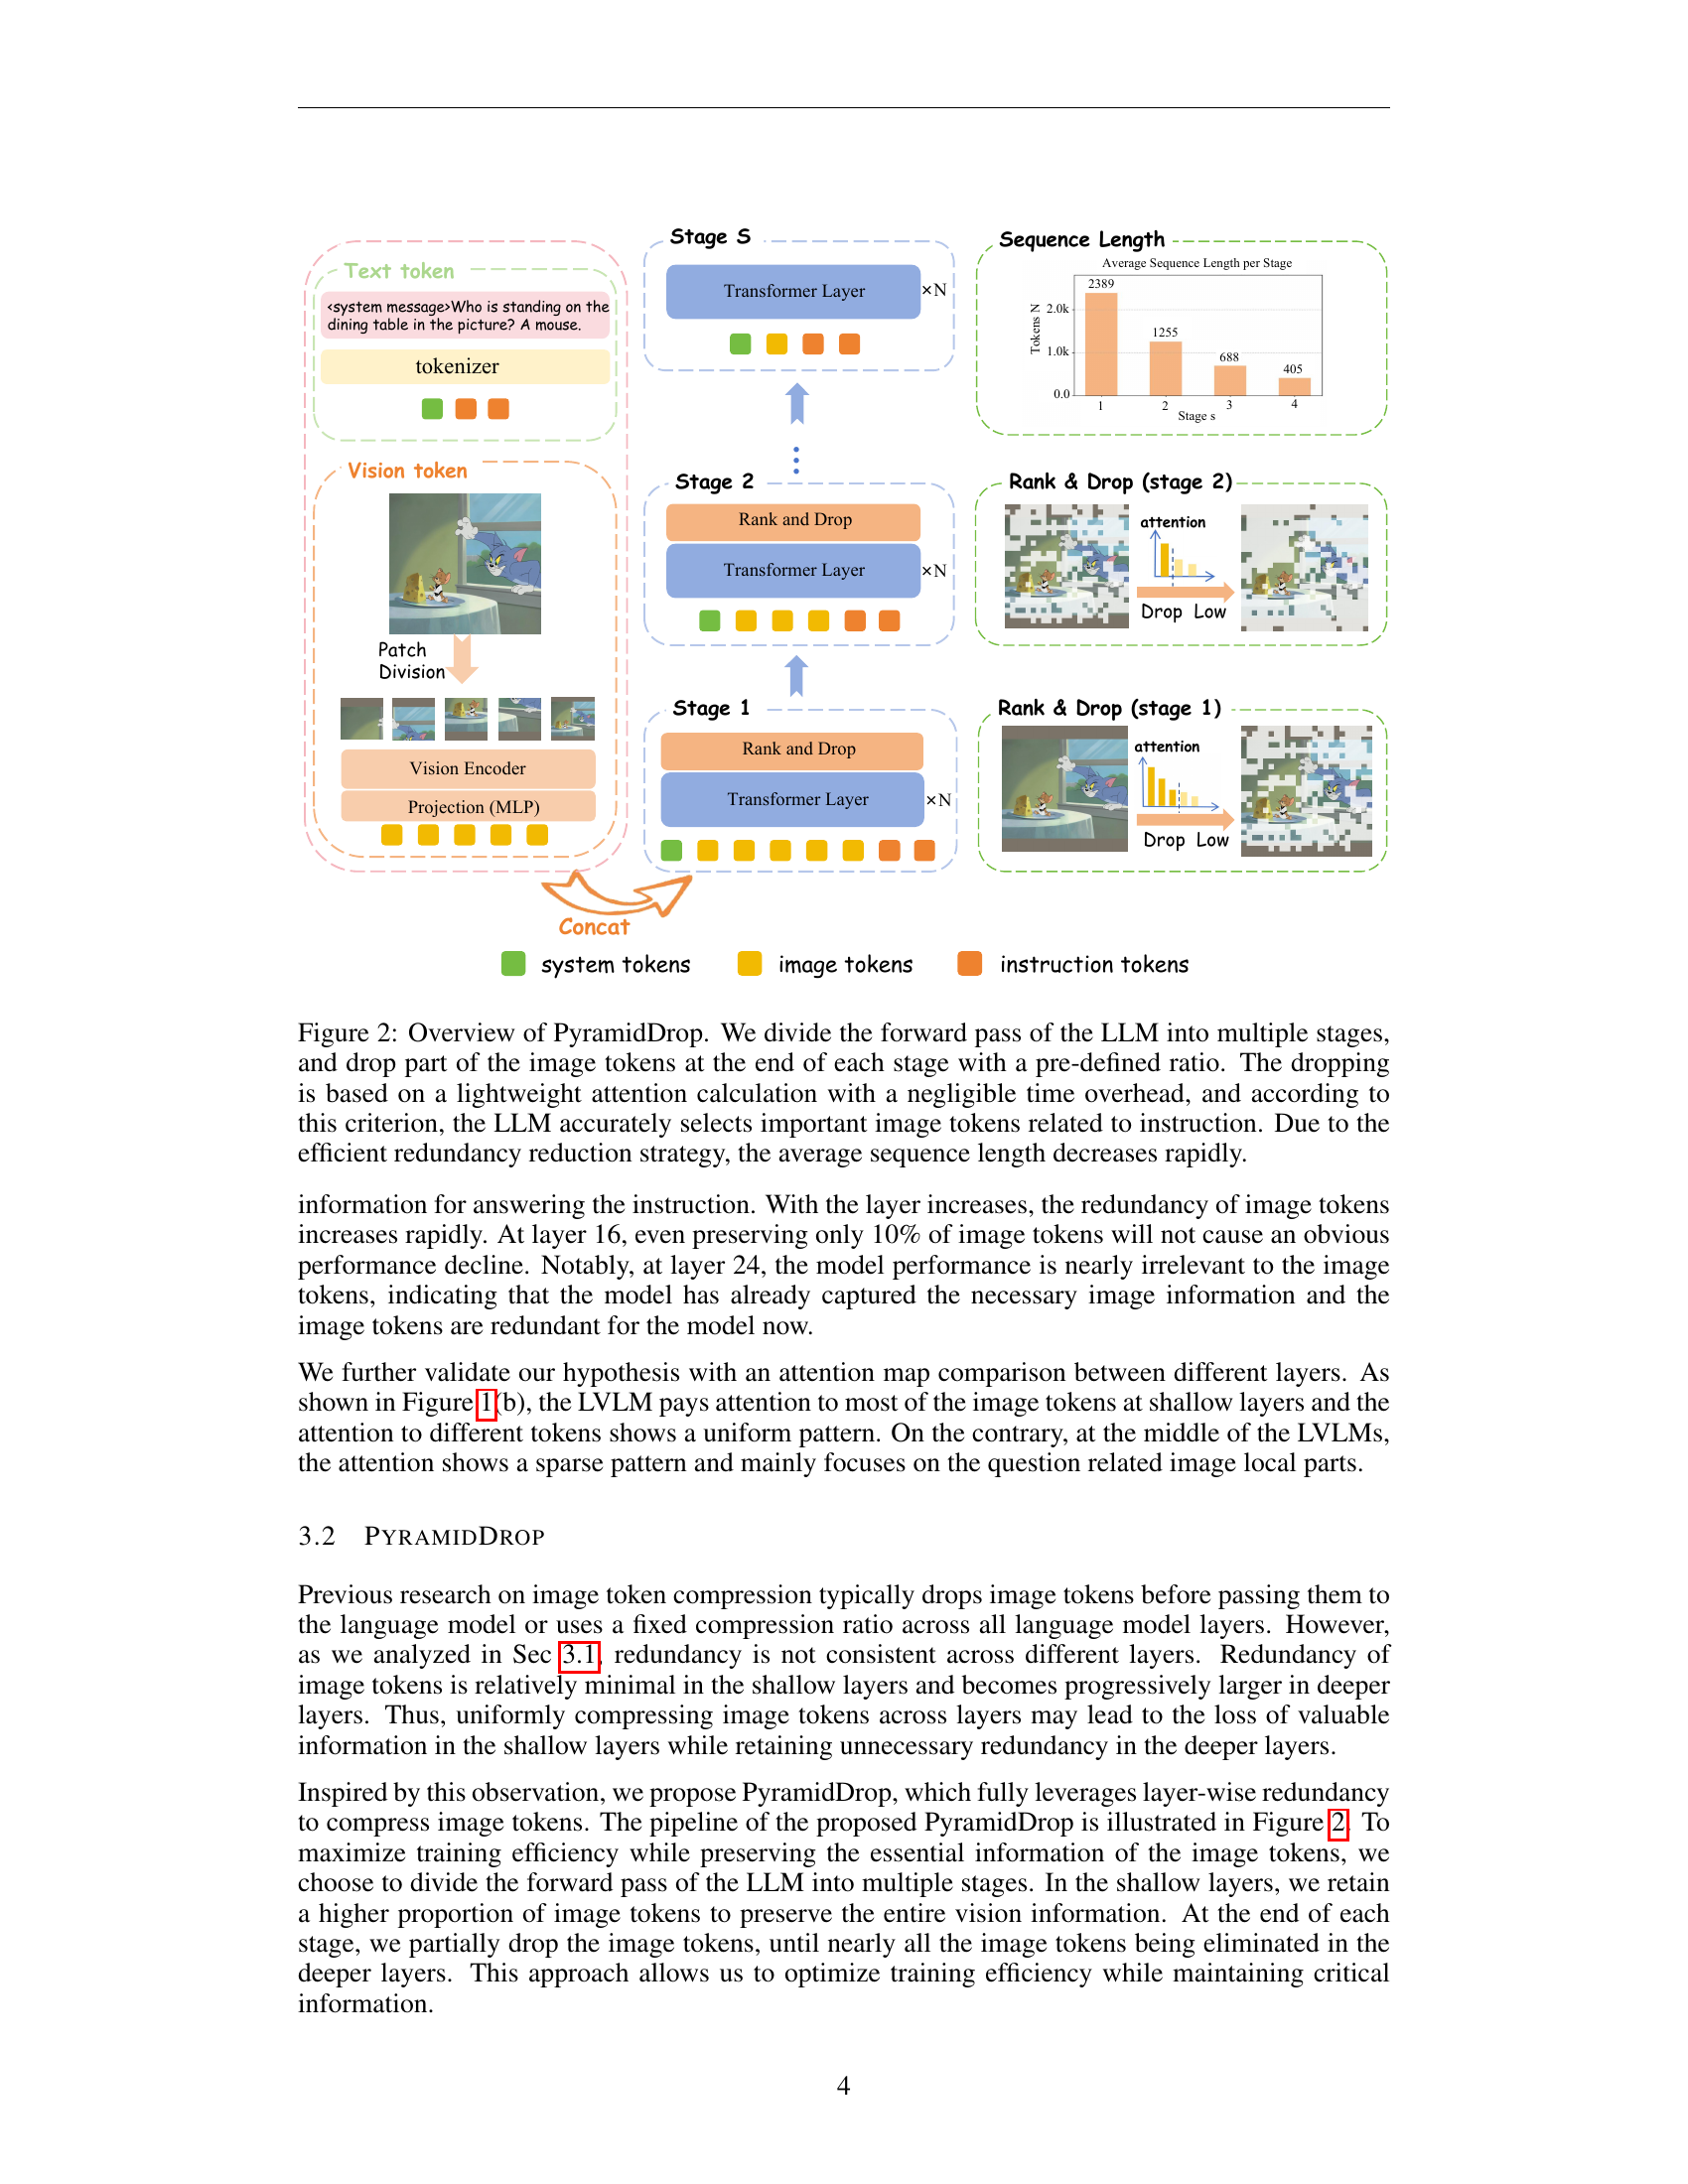 Text token
<system message>Who is standing on the
dining table in the picture? A mouse.
tokenizer
Vision token
Patch
Division
Vision Encoder
Projection (MLP)
Concat
Stage S
Transformer Layer
×N
Stage 2
Rank and Drop
Transformer Layer
×N
Stage 1
Rank and Drop
Transformer Layer
×N
Sequence Length
Average Sequence Length per Stage
Tokens N
2.0k
1.0k
0.0
2389
1255
688
405
1
2
3
4
Stage s
Rank & Drop (stage 2)
attention
Drop Low
Rank & Drop (stage 1)
attention
Drop Low
system tokens
image tokens
instruction tokens
Figure 2: Overview of PyramidDrop. We divide the forward pass of the LLM into multiple stages,
and drop part of the image tokens at the end of each stage with a pre-defined ratio. The dropping
is based on a lightweight attention calculation with a negligible time overhead, and according to
this criterion, the LLM accurately selects important image tokens related to instruction. Due to the
efficient redundancy reduction strategy, the average sequence length decreases rapidly.
information for answering the instruction. With the layer increases, the redundancy of image tokens
increases rapidly. At layer 16, even preserving only 10% of image tokens will not cause an obvious
performance decline. Notably, at layer 24, the model performance is nearly irrelevant to the image
tokens, indicating that the model has already captured the necessary image information and the
image tokens are redundant for the model now.
We further validate our hypothesis with an attention map comparison between different layers. As
shown in Figure 1(b), the LVLM pays attention to most of the image tokens at shallow layers and the
attention to different tokens shows a uniform pattern. On the contrary, at the middle of the LVLMs,
the attention shows a sparse pattern and mainly focuses on the question related image local parts.
3.2 PYRAMIDDROP
Previous research on image token compression typically drops image tokens before passing them to
the language model or uses a fixed compression ratio across all language model layers. However,
as we analyzed in Sec 3.1, redundancy is not consistent across different layers. Redundancy of
image tokens is relatively minimal in the shallow layers and becomes progressively larger in deeper
layers. Thus, uniformly compressing image tokens across layers may lead to the loss of valuable
information in the shallow layers while retaining unnecessary redundancy in the deeper layers.
Inspired by this observation, we propose PyramidDrop, which fully leverages layer-wise redundancy
to compress image tokens. The pipeline of the proposed PyramidDrop is illustrated in Figure 2. To
maximize training efficiency while preserving the essential information of the image tokens, we
choose to divide the forward pass of the LLM into multiple stages. In the shallow layers, we retain
a higher proportion of image tokens to preserve the entire vision information. At the end of each
stage, we partially drop the image tokens, until nearly all the image tokens being eliminated in the
deeper layers. This approach allows us to optimize training efficiency while maintaining critical
information.
4